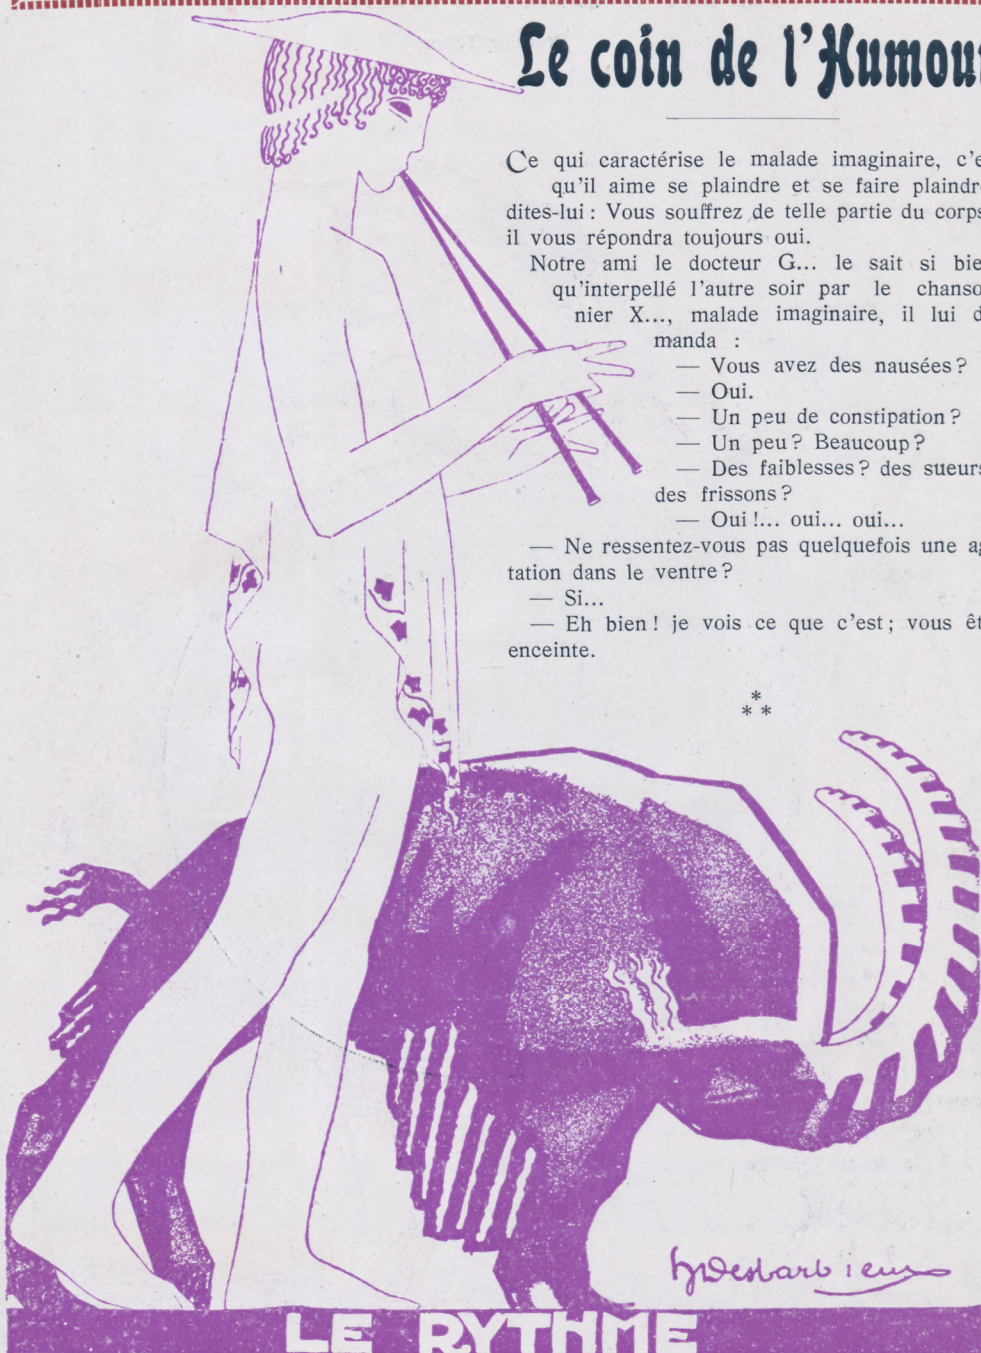 Le coin de l'Humour
Ce qui caractérise le malade imaginaire, c'e
qu'il aime se plaindre et se faire plaindr
dites-lui : Vous souffrez de telle partie du corps
il vous répondra toujours oui.
Notre ami le docteur G... le sait si bie
qu'interpellé l'autre soir par le chanso
nier X..., malade imaginaire, il lui d
manda :
— Vous avez des nausées ?
— Oui.
— Un peu de constipation ?
— Un peu ? Beaucoup ?
— Des faiblesses ? des sueurs
des frissons ?
— Oui !... oui... oui...
— Ne ressentez-vous pas quelquefois une ag
tation dans le ventre ?
— Si...
— Eh bien ! je vois ce que c'est ; vous êt
enceinte.
*
* *
LE RYTHME